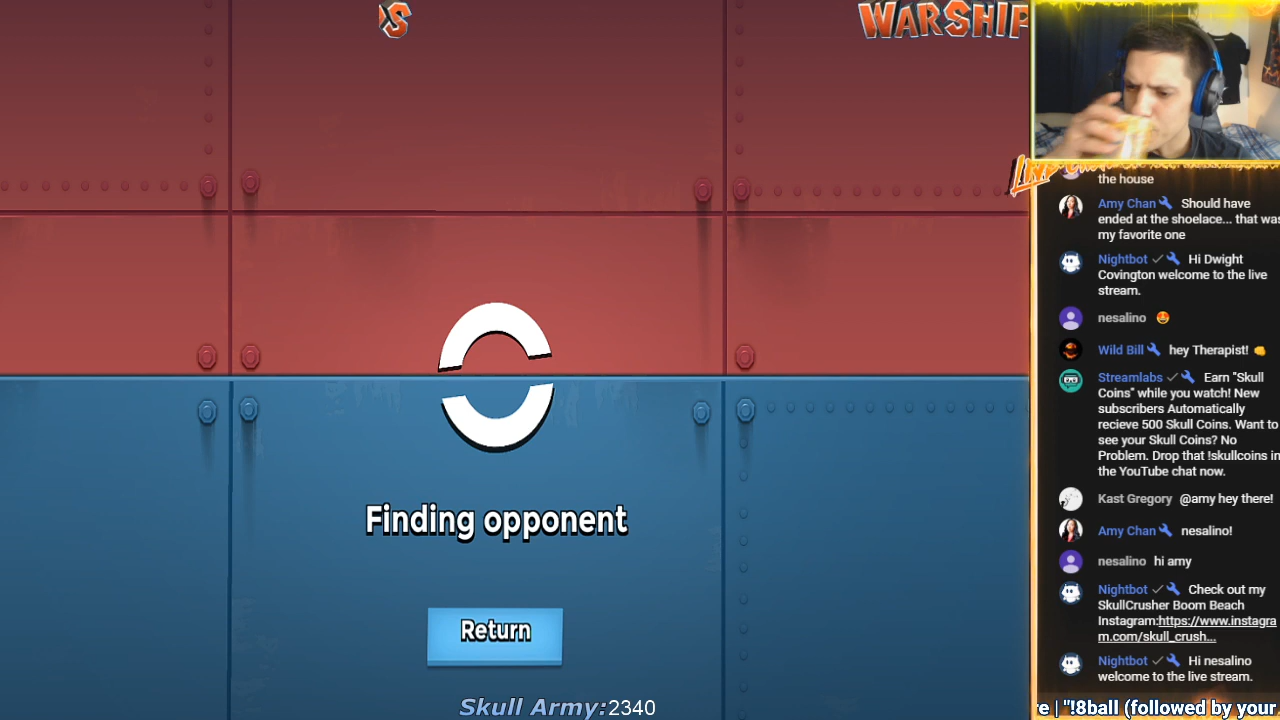 S
WARSHIP
Finding opponent
Return
Skull Army:2340
the house
Amy Chan Should have
ended at the shoelace... that was
my favorite one
Nightbot Hi Dwight
Covington welcome to the live
stream.
nesalino
Wild Bill hey Therapist!
Streamlabs Earn "Skull
Coins" while you watch! New
subscribers Automatically
recieve 500 Skull Coins. Want to
see your Skull Coins? No
Problem. Drop that !skullcoins in
the YouTube chat now.
Kast Gregory @amy hey there!
Amy Chan nesalino!
nesalino hi amy
Nightbot Check out my
SkullCrusher Boom Beach
Instagram:https://www.instagra
m.com/skull_crush...
Nightbot Hi nesalino
welcome to the live stream.
re | "!8ball (followed by your